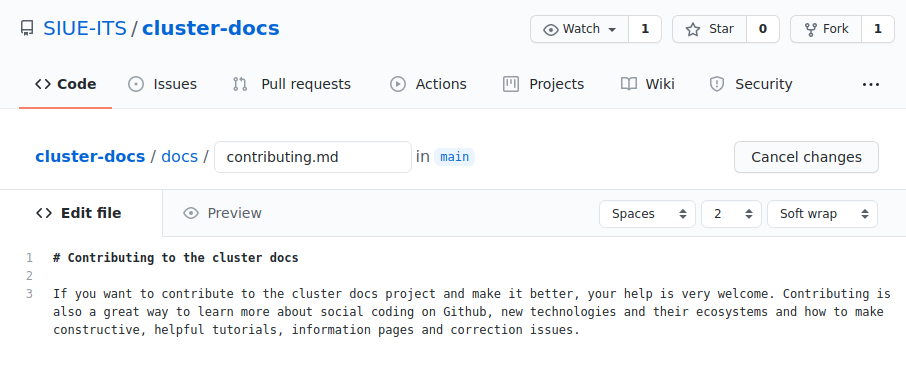 SIUE-ITS / cluster-docs
Watch 1 Star 0 Fork 1
Code Issues Pull requests Actions Projects Wiki Security ...
cluster-docs / docs / contributing.md in main Cancel changes
Edit file Preview Spaces 2 Soft wrap
1 # Contributing to the cluster docs
2
3 If you want to contribute to the cluster docs project and make it better, your help is very welcome. Contributing is
also a great way to learn more about social coding on Github, new technologies and their ecosystems and how to make
constructive, helpful tutorials, information pages and correction issues.